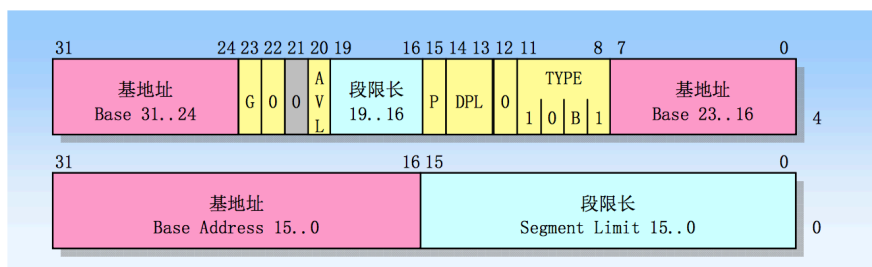 31 24 23 22 21 20 19 16 15 14 13 12 11 8 7 0
基地址
Base 31..24
G 0 0 AVL
段限长
19..16
P DPL 0
TYPE
1 0 B 1
基地址
Base 23..16
4
31 16 15 0
基地址
Base Address 15..0
段限长
Segment Limit 15..0
0